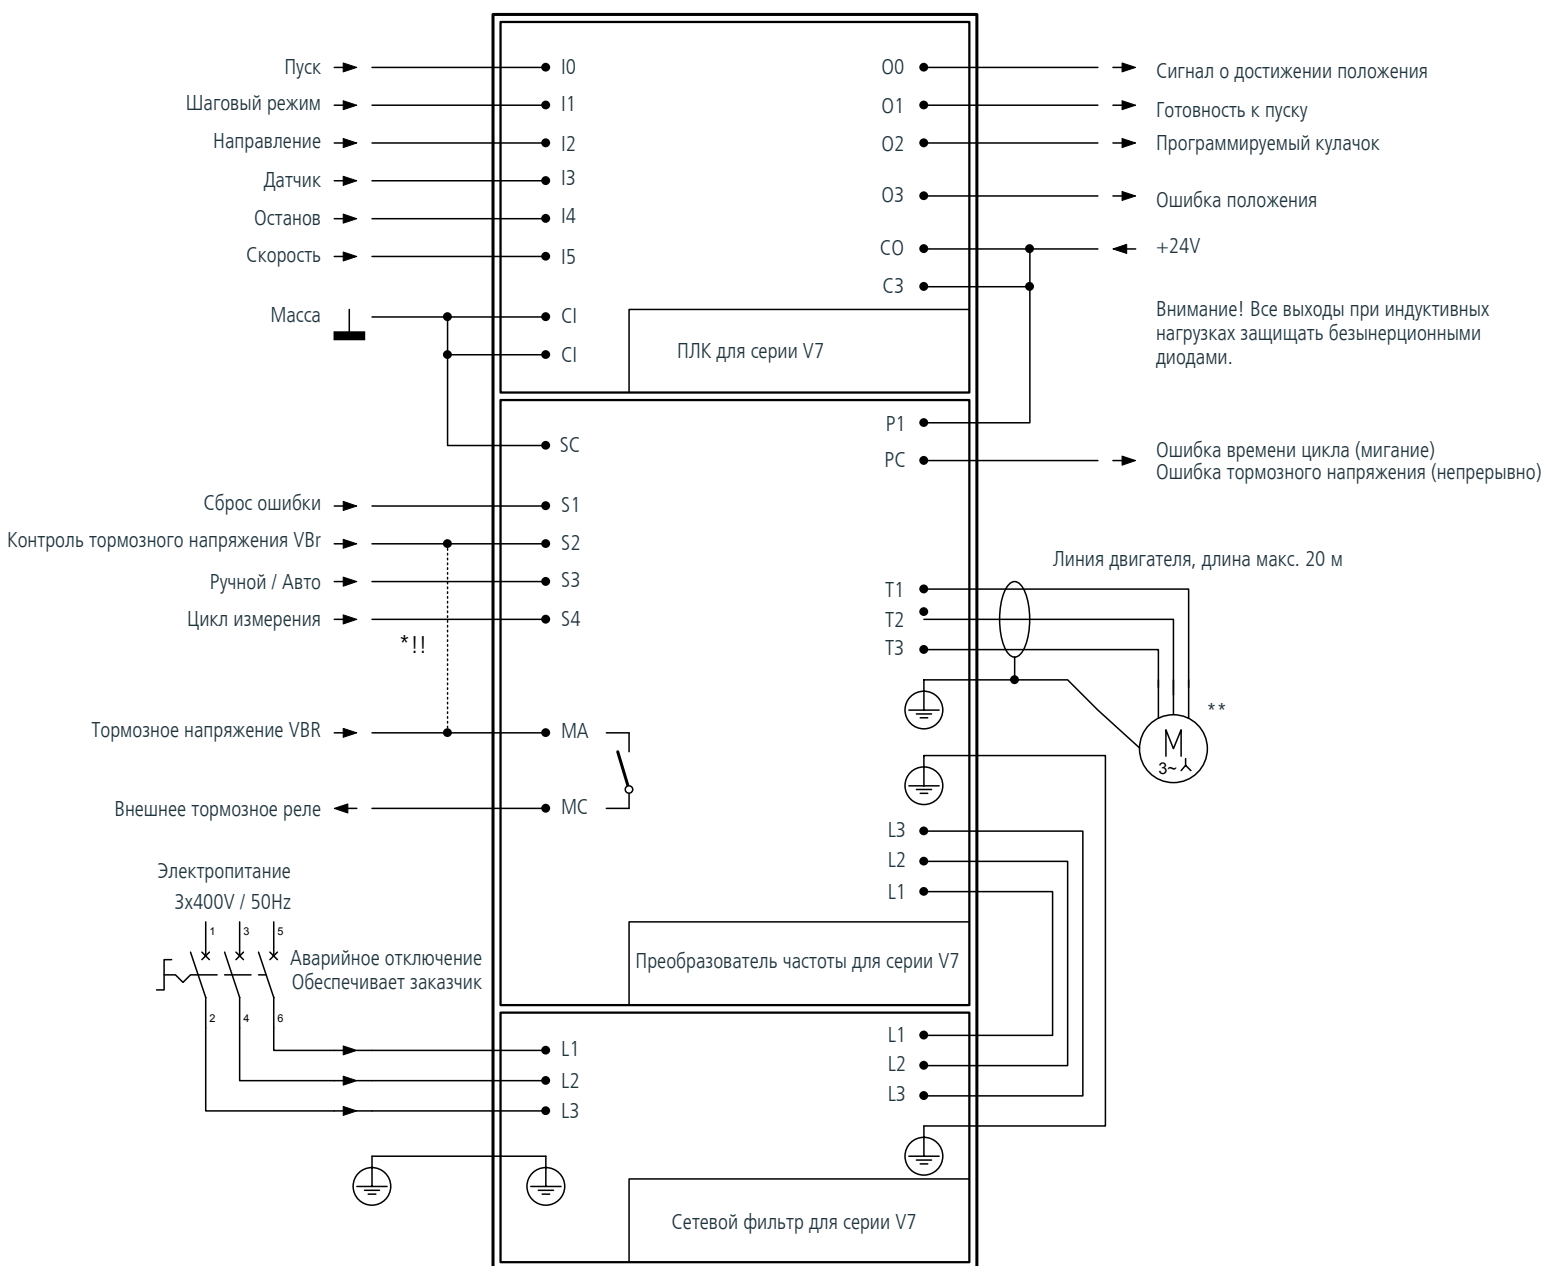 Пуск
I0
O0
Сигнал о достижении положения
Шаговый режим
I1
O1
Готовность к пуску
Направление
I2
O2
Программируемый кулачок
Датчик
I3
O3
Ошибка положения
Останов
I4
Скорость
I5
CO
+24V
C3
Масса
CI
CI
ПЛК для серии V7
Внимание! Все выходы при индуктивных
нагрузках защищать безынерционными
диодами.
SC
P1
PC
Ошибка времени цикла (мигание)
Ошибка тормозного напряжения (непрерывно)
Сброс ошибки
S1
Контроль тормозного напряжения VBr
S2
Ручной / Авто
S3
Цикл измерения
S4
*!!
Линия двигателя, длина макс. 20 м
T1
T2
T3
**
M
3~
Тормозное напряжение VBR
MA
Внешнее тормозное реле
MC
L3
L2
L1
Электропитание
3x400V / 50Hz
1
3
5
Аварийное отключение
Обеспечивает заказчик
2
4
6
Преобразователь частоты для серии V7
L1
L2
L3
L1
L2
L3
Сетевой фильтр для серии V7